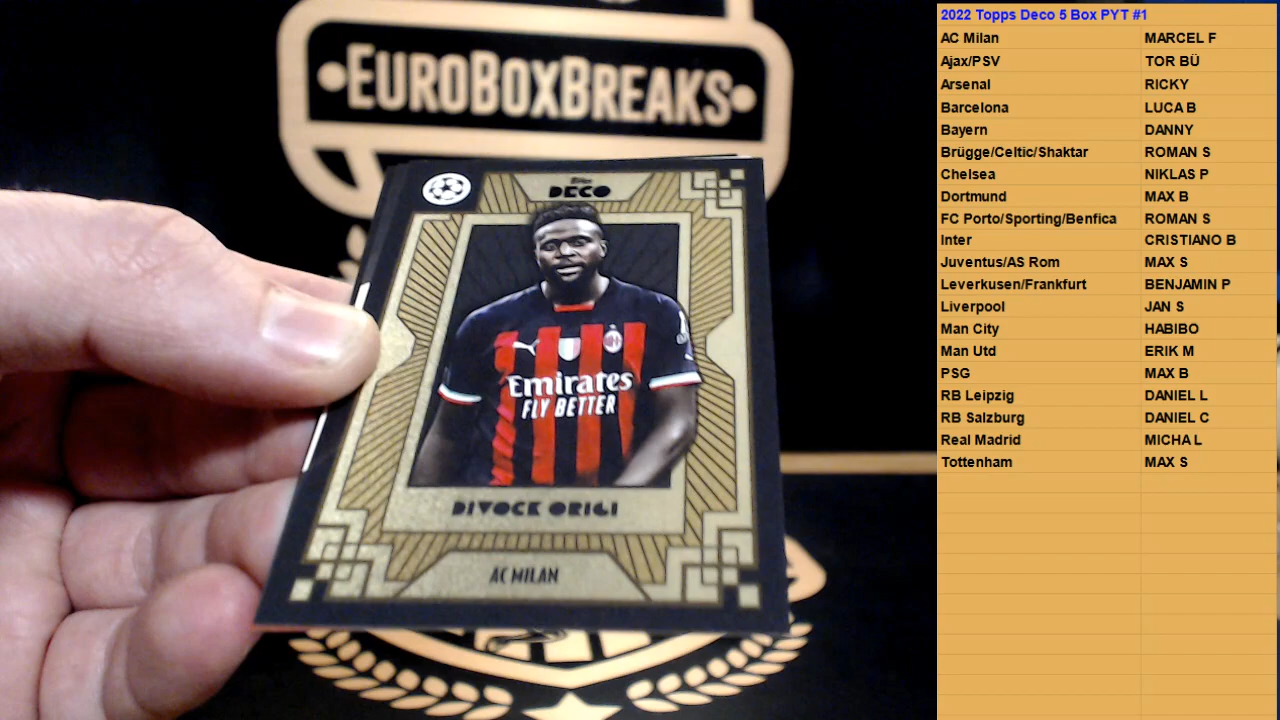 EUROBOXBREAKS
Topps
DECO
Emirates
FLY BETTER
DIVOCK ORIGI
AC MILAN
2022 Topps Deco 5 Box PYT #1
AC Milan MARCEL F
Ajax/PSV TOR BÜ
Arsenal RICKY
Barcelona LUCA B
Bayern DANNY
Brügge/Celtic/Shaktar ROMAN S
Chelsea NIKLAS P
Dortmund MAX B
FC Porto/Sporting/Benfica ROMAN S
Inter CRISTIANO B
Juventus/AS Rom MAX S
Leverkusen/Frankfurt BENJAMIN P
Liverpool JAN S
Man City HABIBO
Man Utd ERIK M
PSG MAX B
RB Leipzig DANIEL L
RB Salzburg DANIEL C
Real Madrid MICHA L
Tottenham MAX S